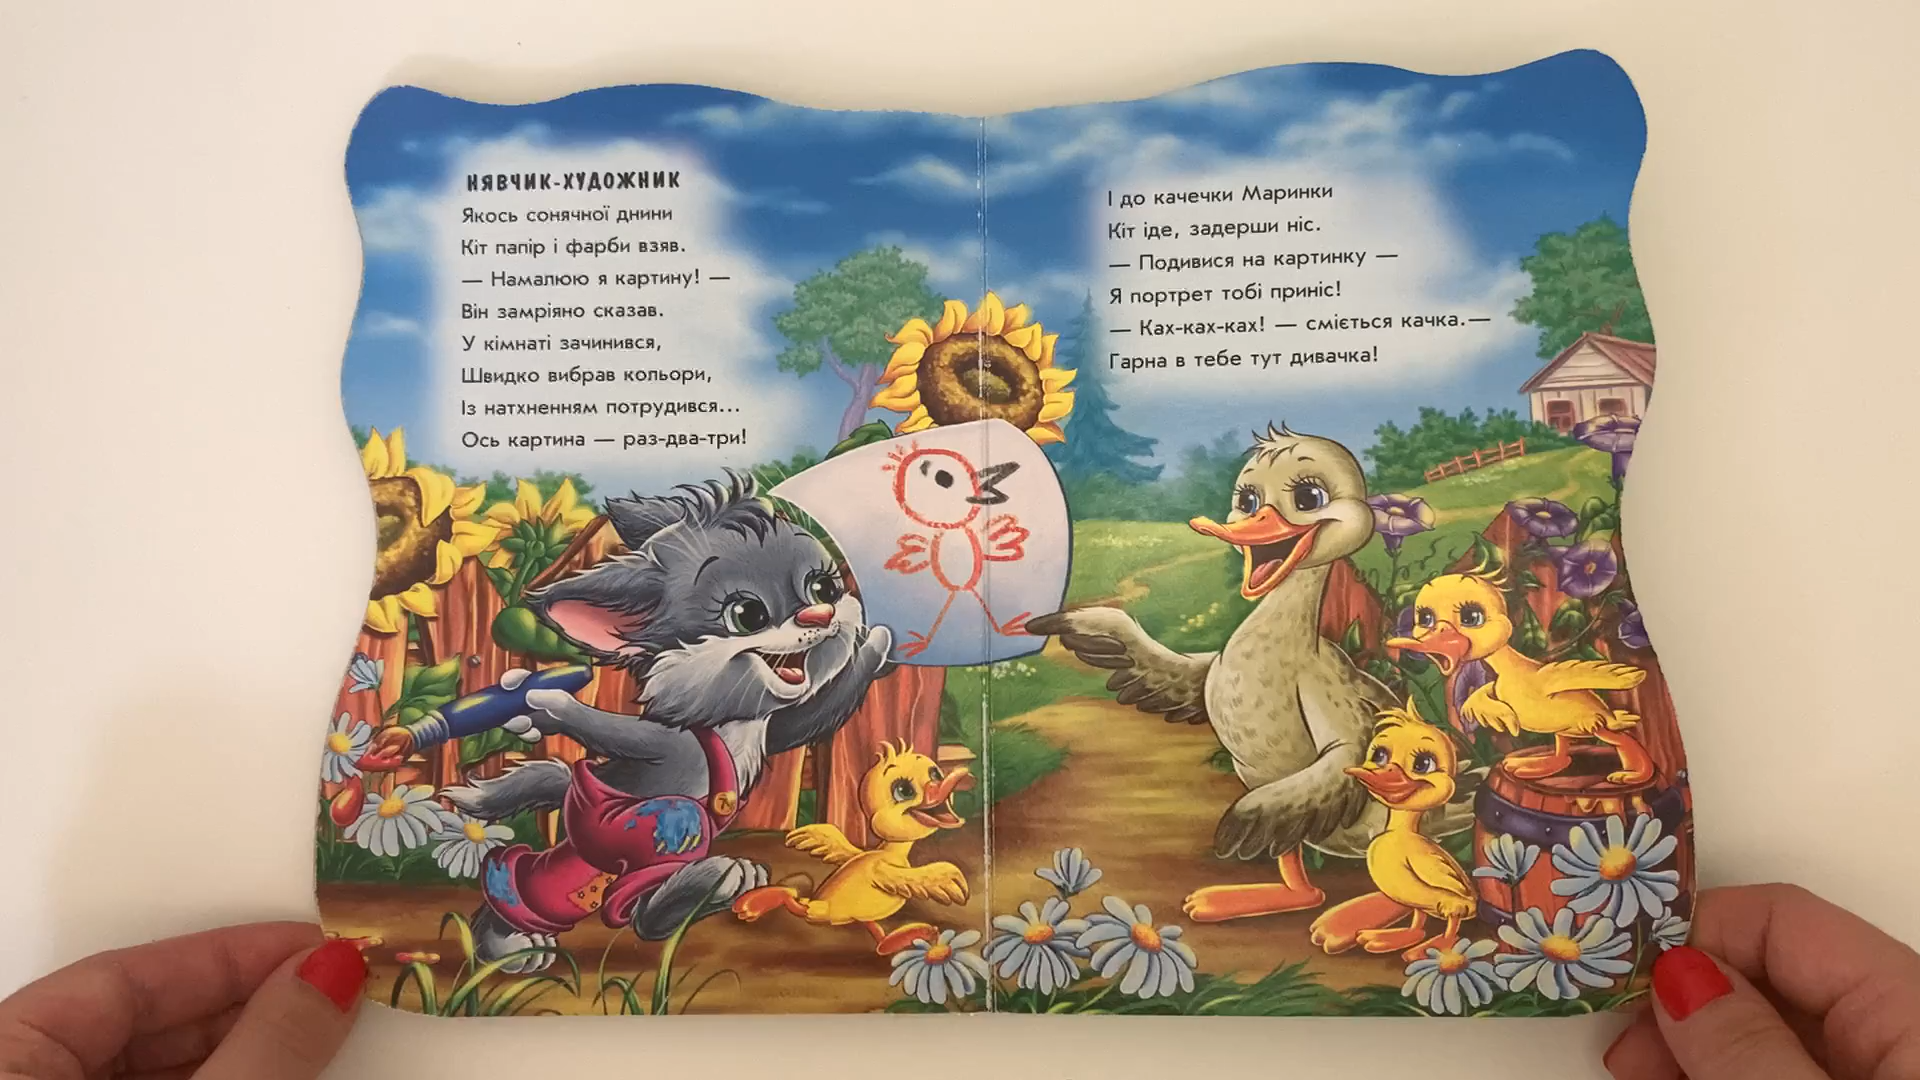 НЯВЧИК-ХУДОЖНИК
Якось сонячної днини
Кіт папір і фарби взяв.
— Намалюю я картину! —
Він замріяно сказав.
У кімнаті зачинився,
Швидко вибрав кольори,
Із натхненням потрудився...
Ось картина — раз-два-три!
І до качечки Маринки
Кіт іде, задерши ніс.
— Подивися на картинку —
Я портрет тобі приніс!
— Ках-ках-ках! — сміється качка.—
Гарна в тебе тут дивачка!